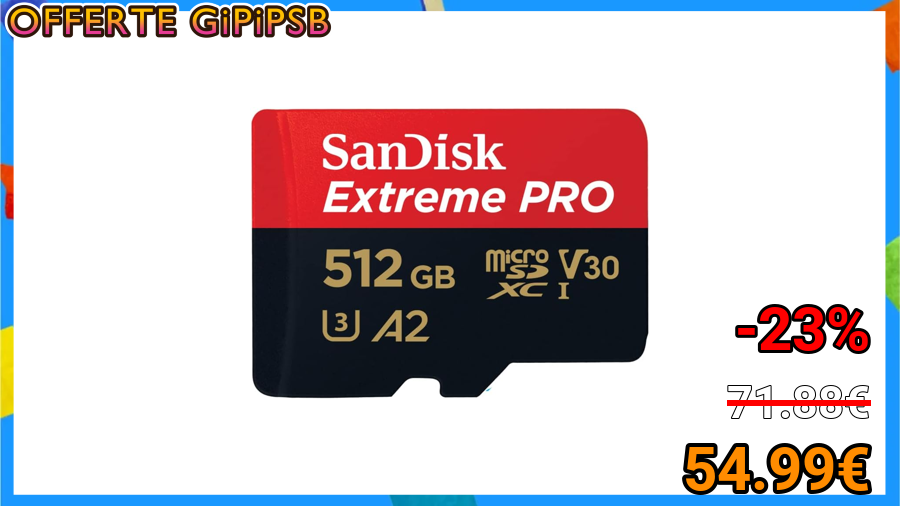 OFFERTE GiPiPSB
SanDisk
Extreme PRO
512 GB
micro SD XC I V30
U3 A2
-23%
71.88€
54.99€